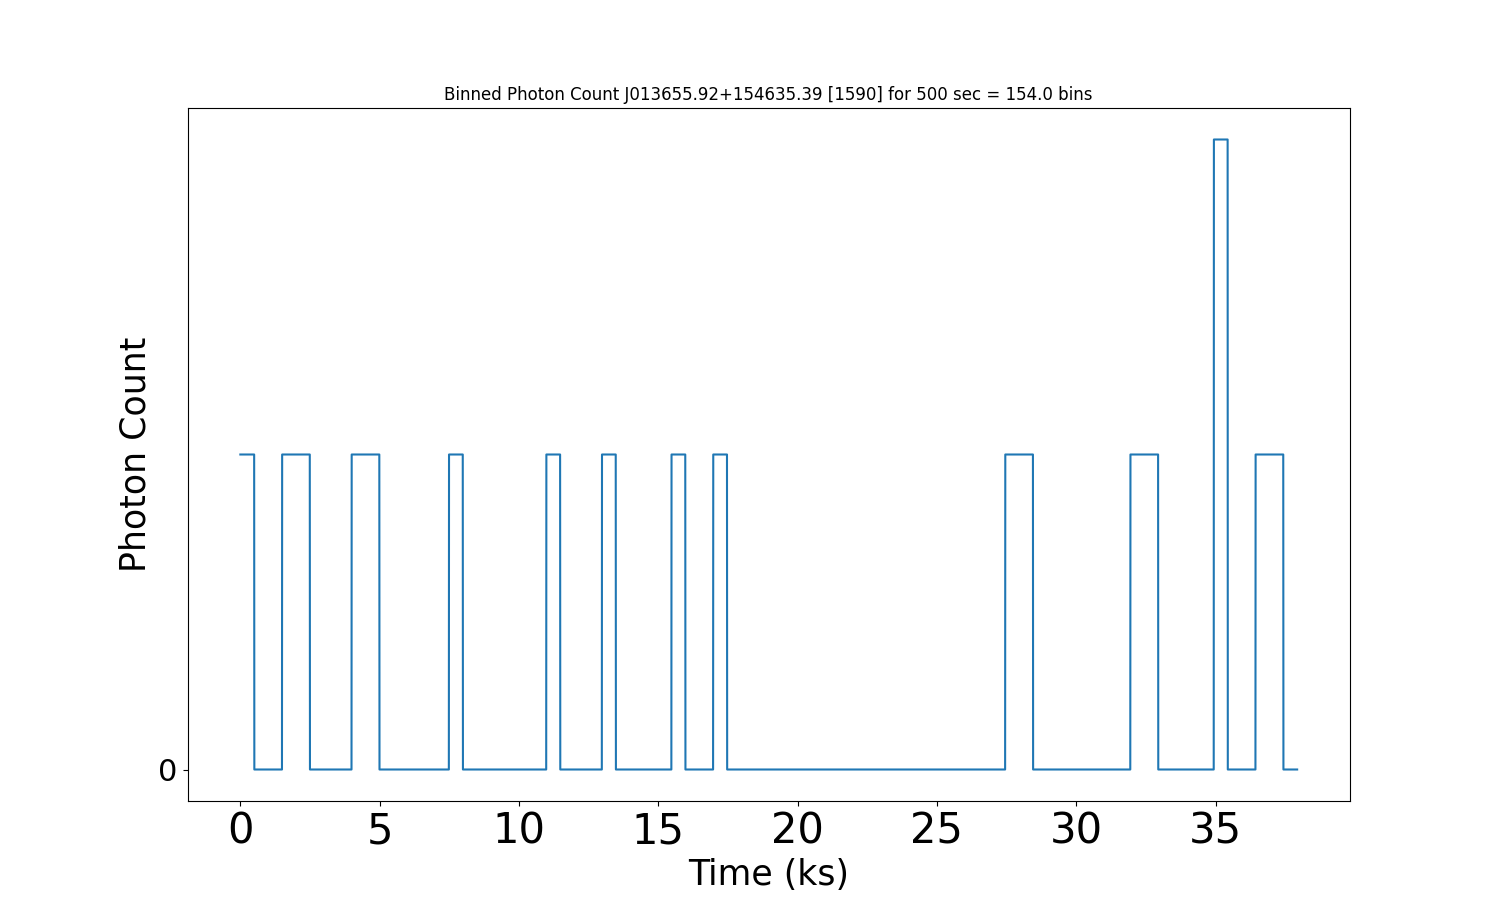 Binned Photon Count J013655.92+154635.39 [1590] for 500 sec = 154.0 bins
Photon Count
0
0 5 10 15 20 25 30 35
Time (ks)